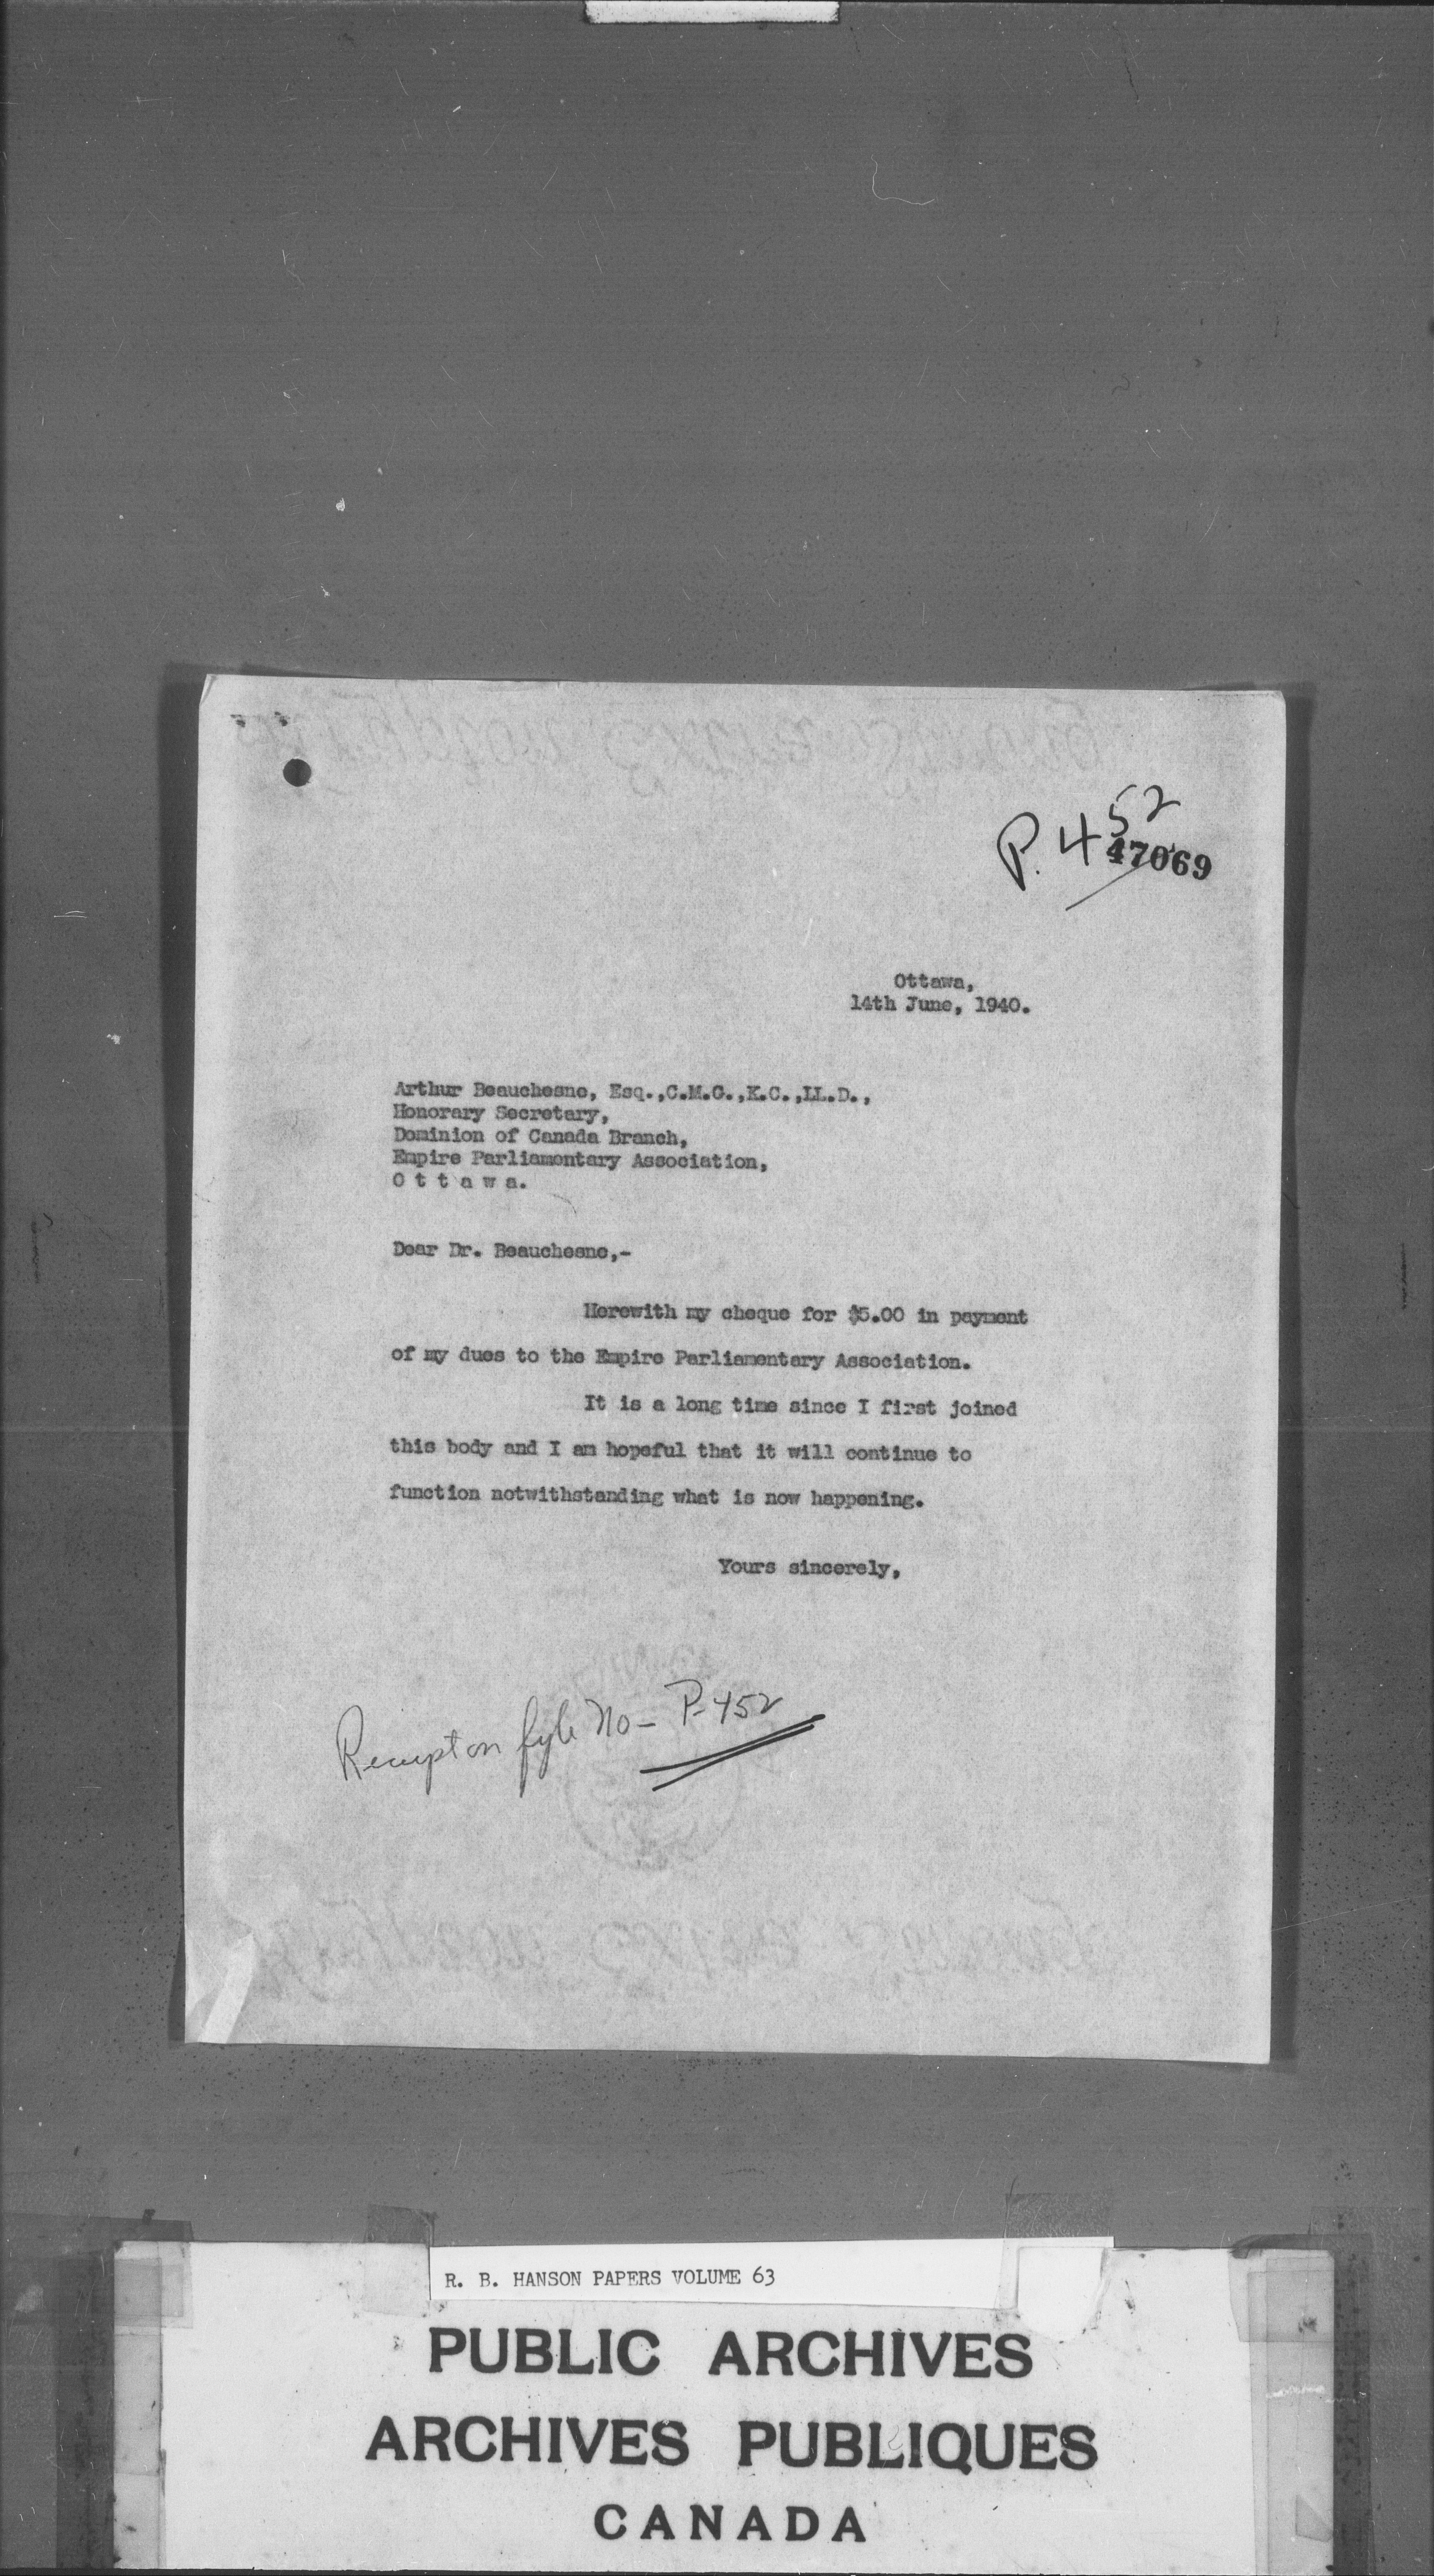 P. 452
47069
Ottawa,
14th June, 1940.
Arthur Beauchesne, Esq.,C.M.G.,K.C.,LL.D.,
Honorary Secretary,
Dominion of Canada Branch,
Empire Parliamentary Association,
O t t a w a.
Dear Dr. Beauchesne,-
Herewith my cheque for $5.00 in payment
of my dues to the Empire Parliamentary Association.
It is a long time since I first joined
this body and I am hopeful that it will continue to
function notwithstanding what is now happening.
Yours sincerely,
Receipt on fyle No- P-452
R. B. HANSON PAPERS VOLUME 63
PUBLIC ARCHIVES
ARCHIVES PUBLIQUES
CANADA